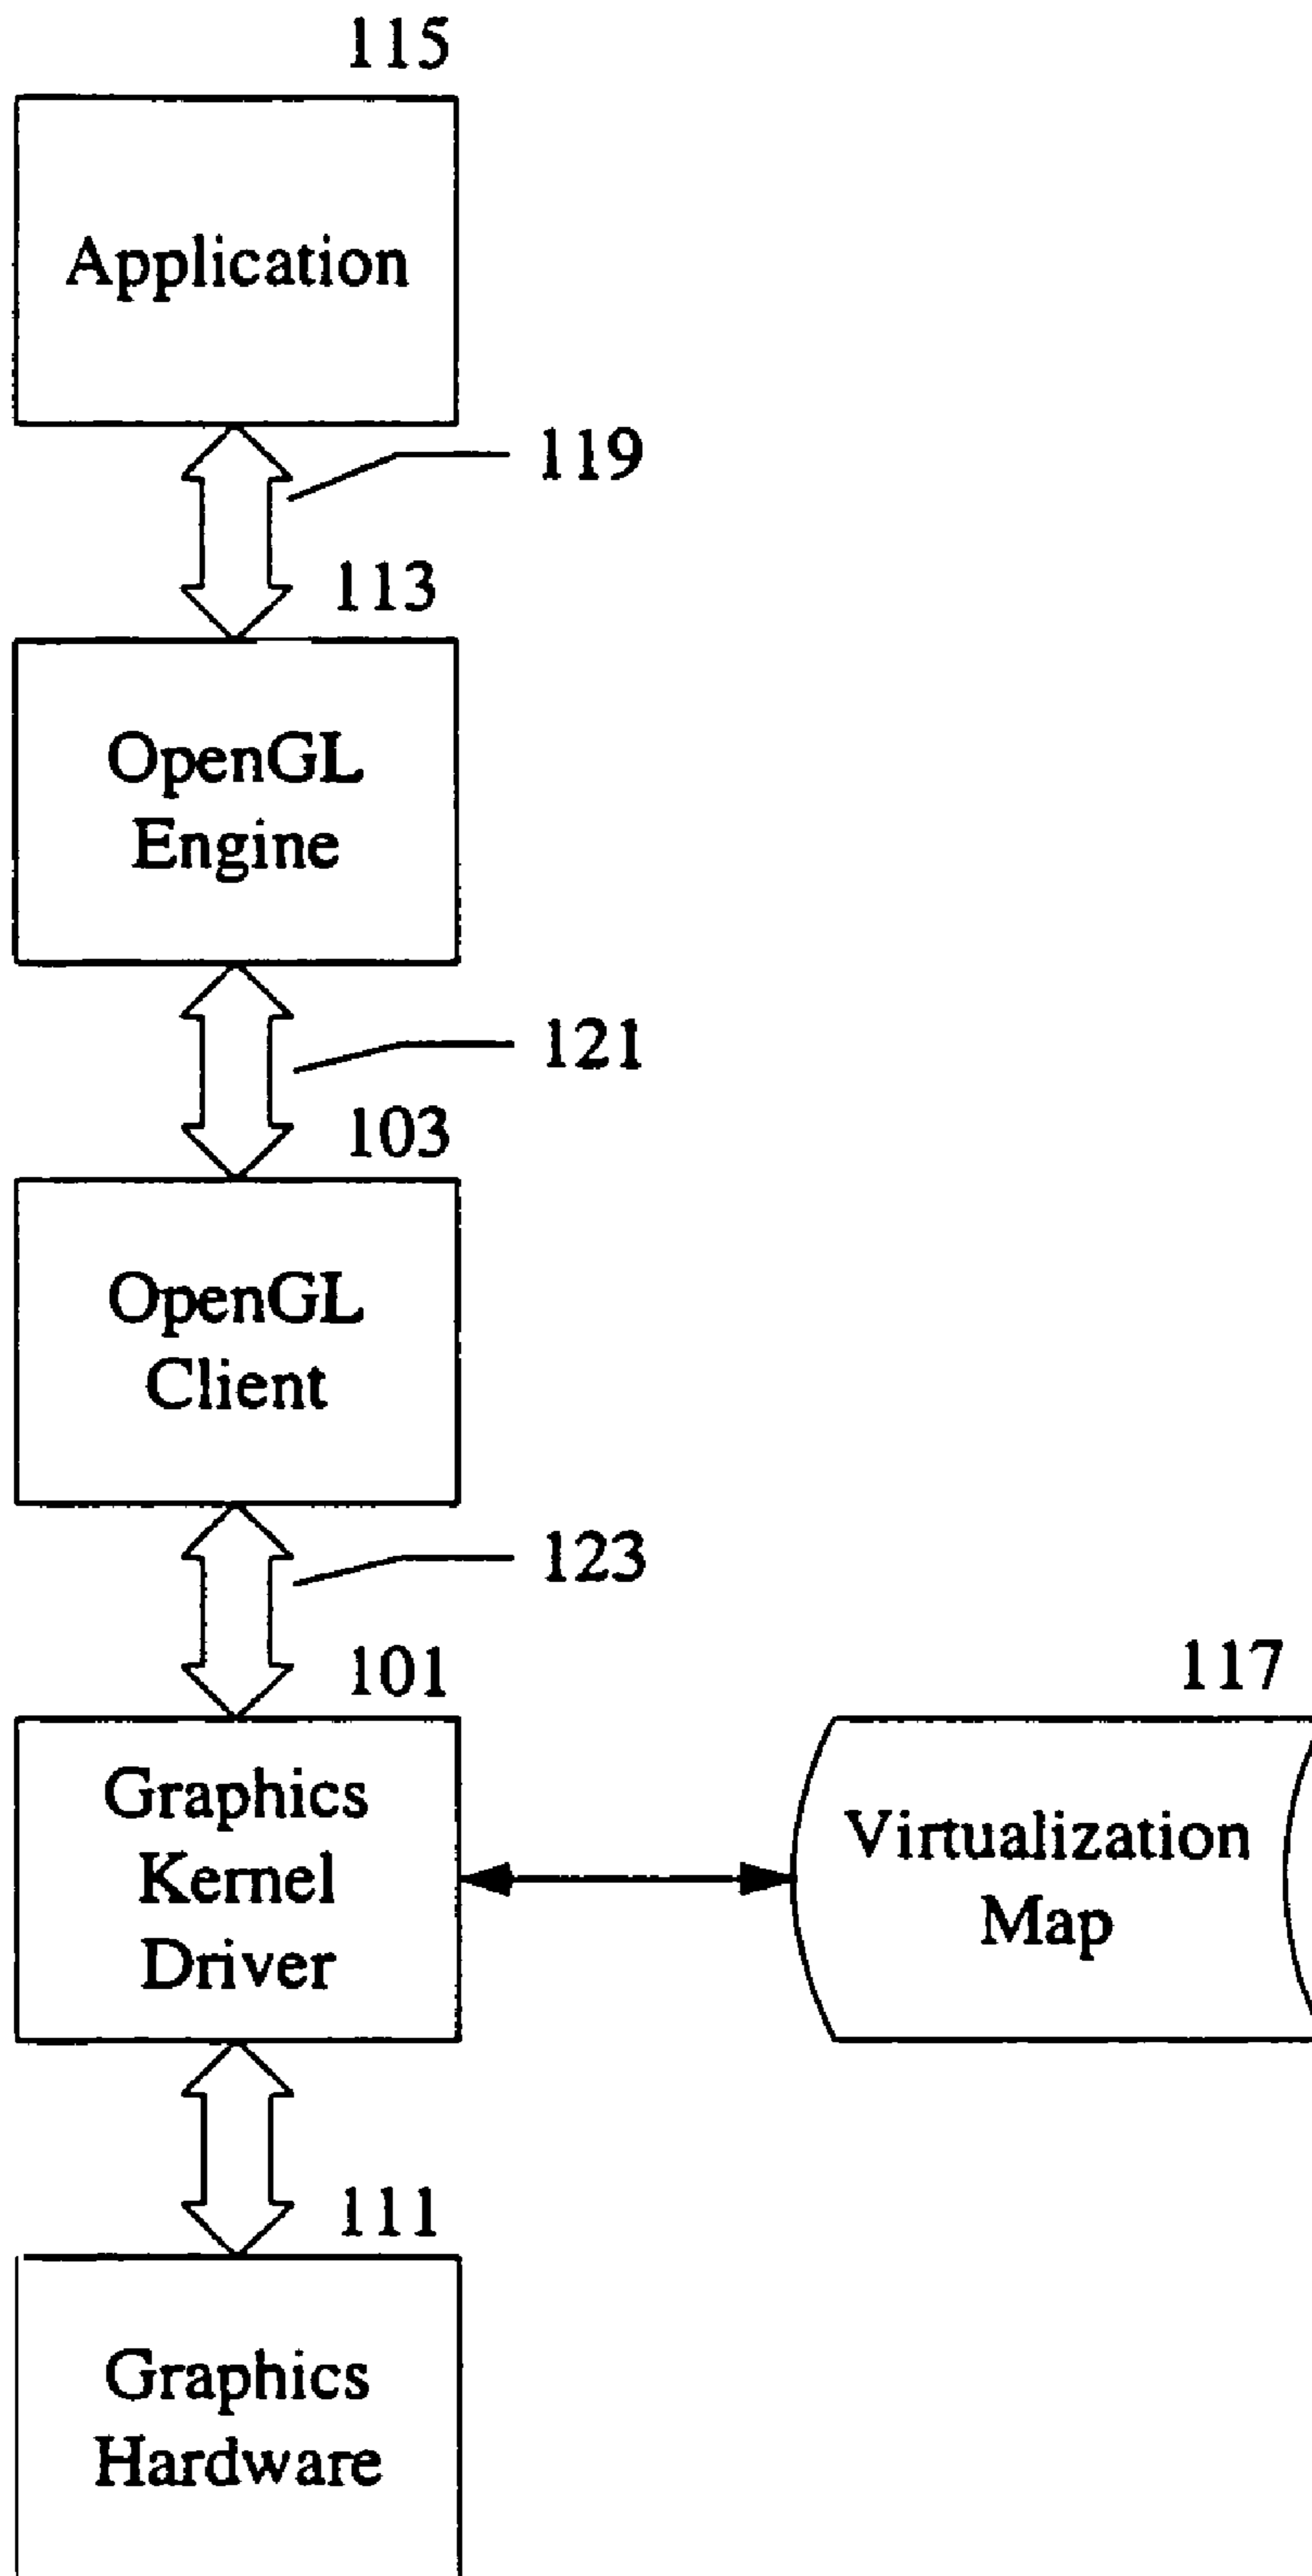 115
Application
119
113
OpenGL
Engine
121
103
OpenGL
Client
123
101
117
Graphics
Kernel
Driver
Virtualization
Map
111
Graphics
Hardware